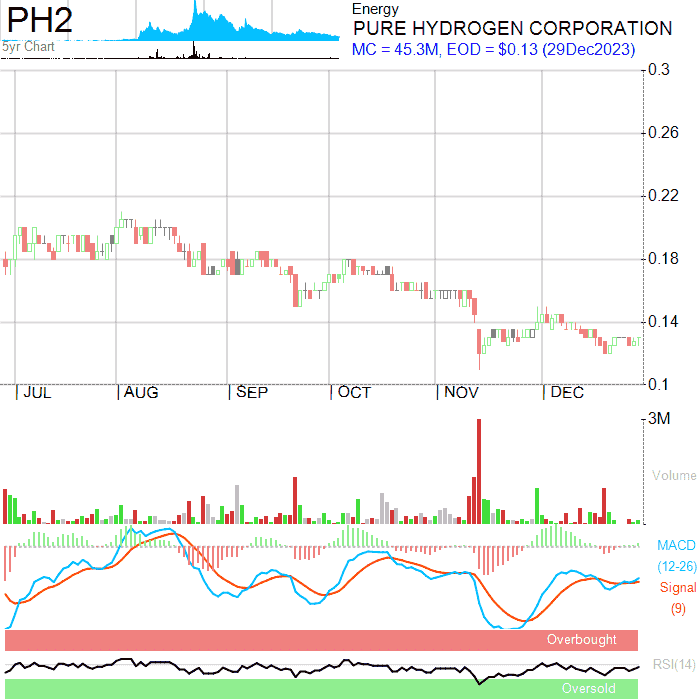 PH2
5yr Chart
Energy
PURE HYDROGEN CORPORATION
MC = 45.3M, EOD = $0.13 (29Dec2023)
0.3
0.26
0.22
0.18
0.14
0.1
JUL AUG SEP OCT NOV DEC
3M
Volume
MACD
(12-26)
Signal
(9)
Overbought
RSI(14)
Oversold